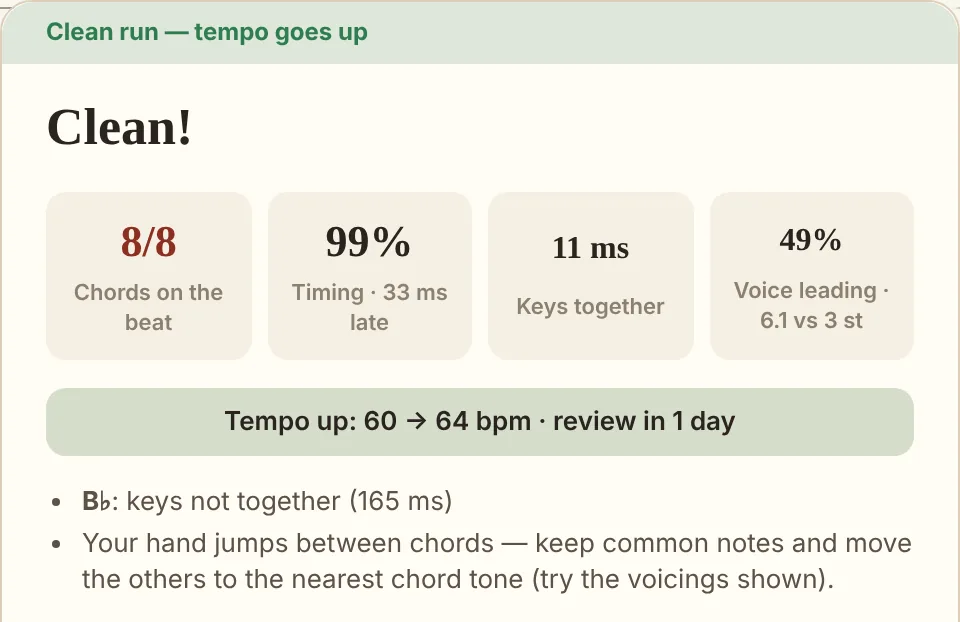 Clean run — tempo goes up
Clean!
8/8
Chords on the
beat
99%
Timing · 33 ms
late
11 ms
Keys together
49%
Voice leading ·
6.1 vs 3 st
Tempo up: 60 → 64 bpm · review in 1 day
• B♭: keys not together (165 ms)
• Your hand jumps between chords — keep common notes and move
the others to the nearest chord tone (try the voicings shown).